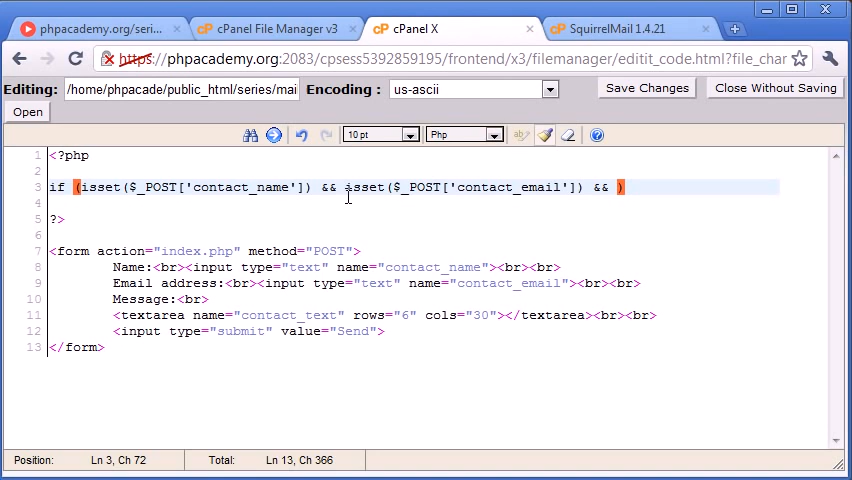 phpacademy.org/seri...
cPanel File Manager v3
cPanel X
SquirrelMail 1.4.21
https://phpacademy.org:2083/cpsess5392859195/frontend/x3/filemanager/editit_code.html?file_char
Editing: /home/phpacade/public_html/series/mai Encoding : us-ascii Save Changes Close Without Saving
Open
10 pt Php
1 <?php
2
3 if (isset($_POST['contact_name']) && isset($_POST['contact_email']) && )
4
5 ?>
6
7 <form action="index.php" method="POST">
8 Name:<br><input type="text" name="contact_name"><br><br>
9 Email address:<br><input type="text" name="contact_email"><br><br>
10 Message:<br>
11 <textarea name="contact_text" rows="6" cols="30"></textarea><br><br>
12 <input type="submit" value="Send">
13 </form>
Position: Ln 3, Ch 72 Total: Ln 13, Ch 366